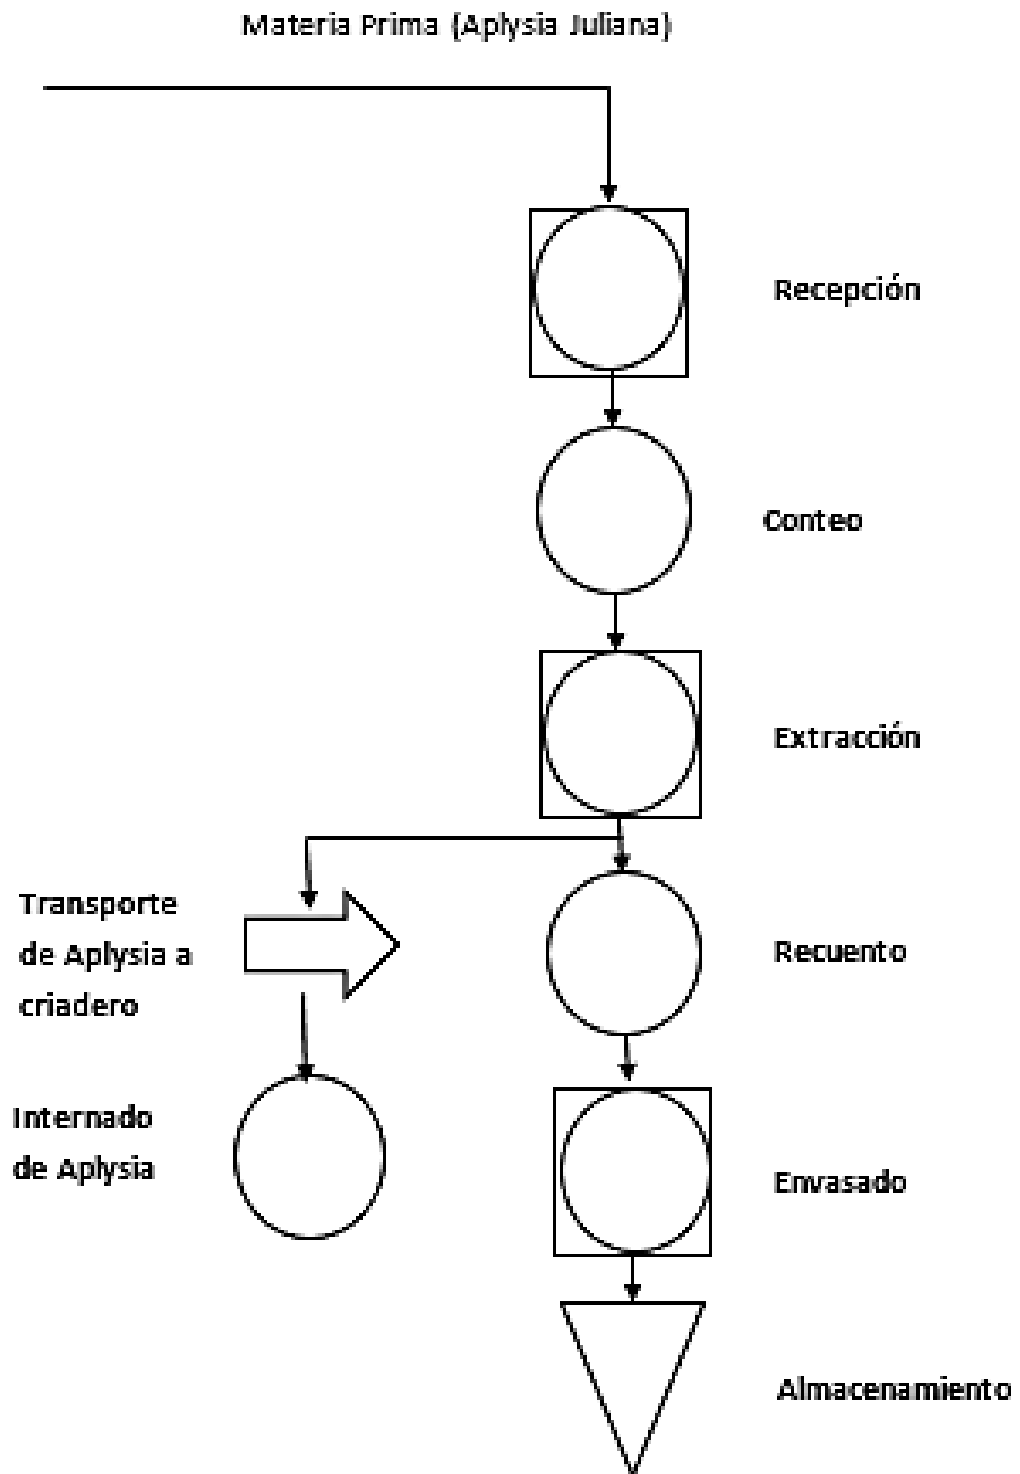 Materia Prima (Aplysia Juliana)
Recepción
Conteo
Extracción
Transporte
de Aplysia a
criadero
Recuento
Internado
de Aplysia
Envasado
Almacenamiento